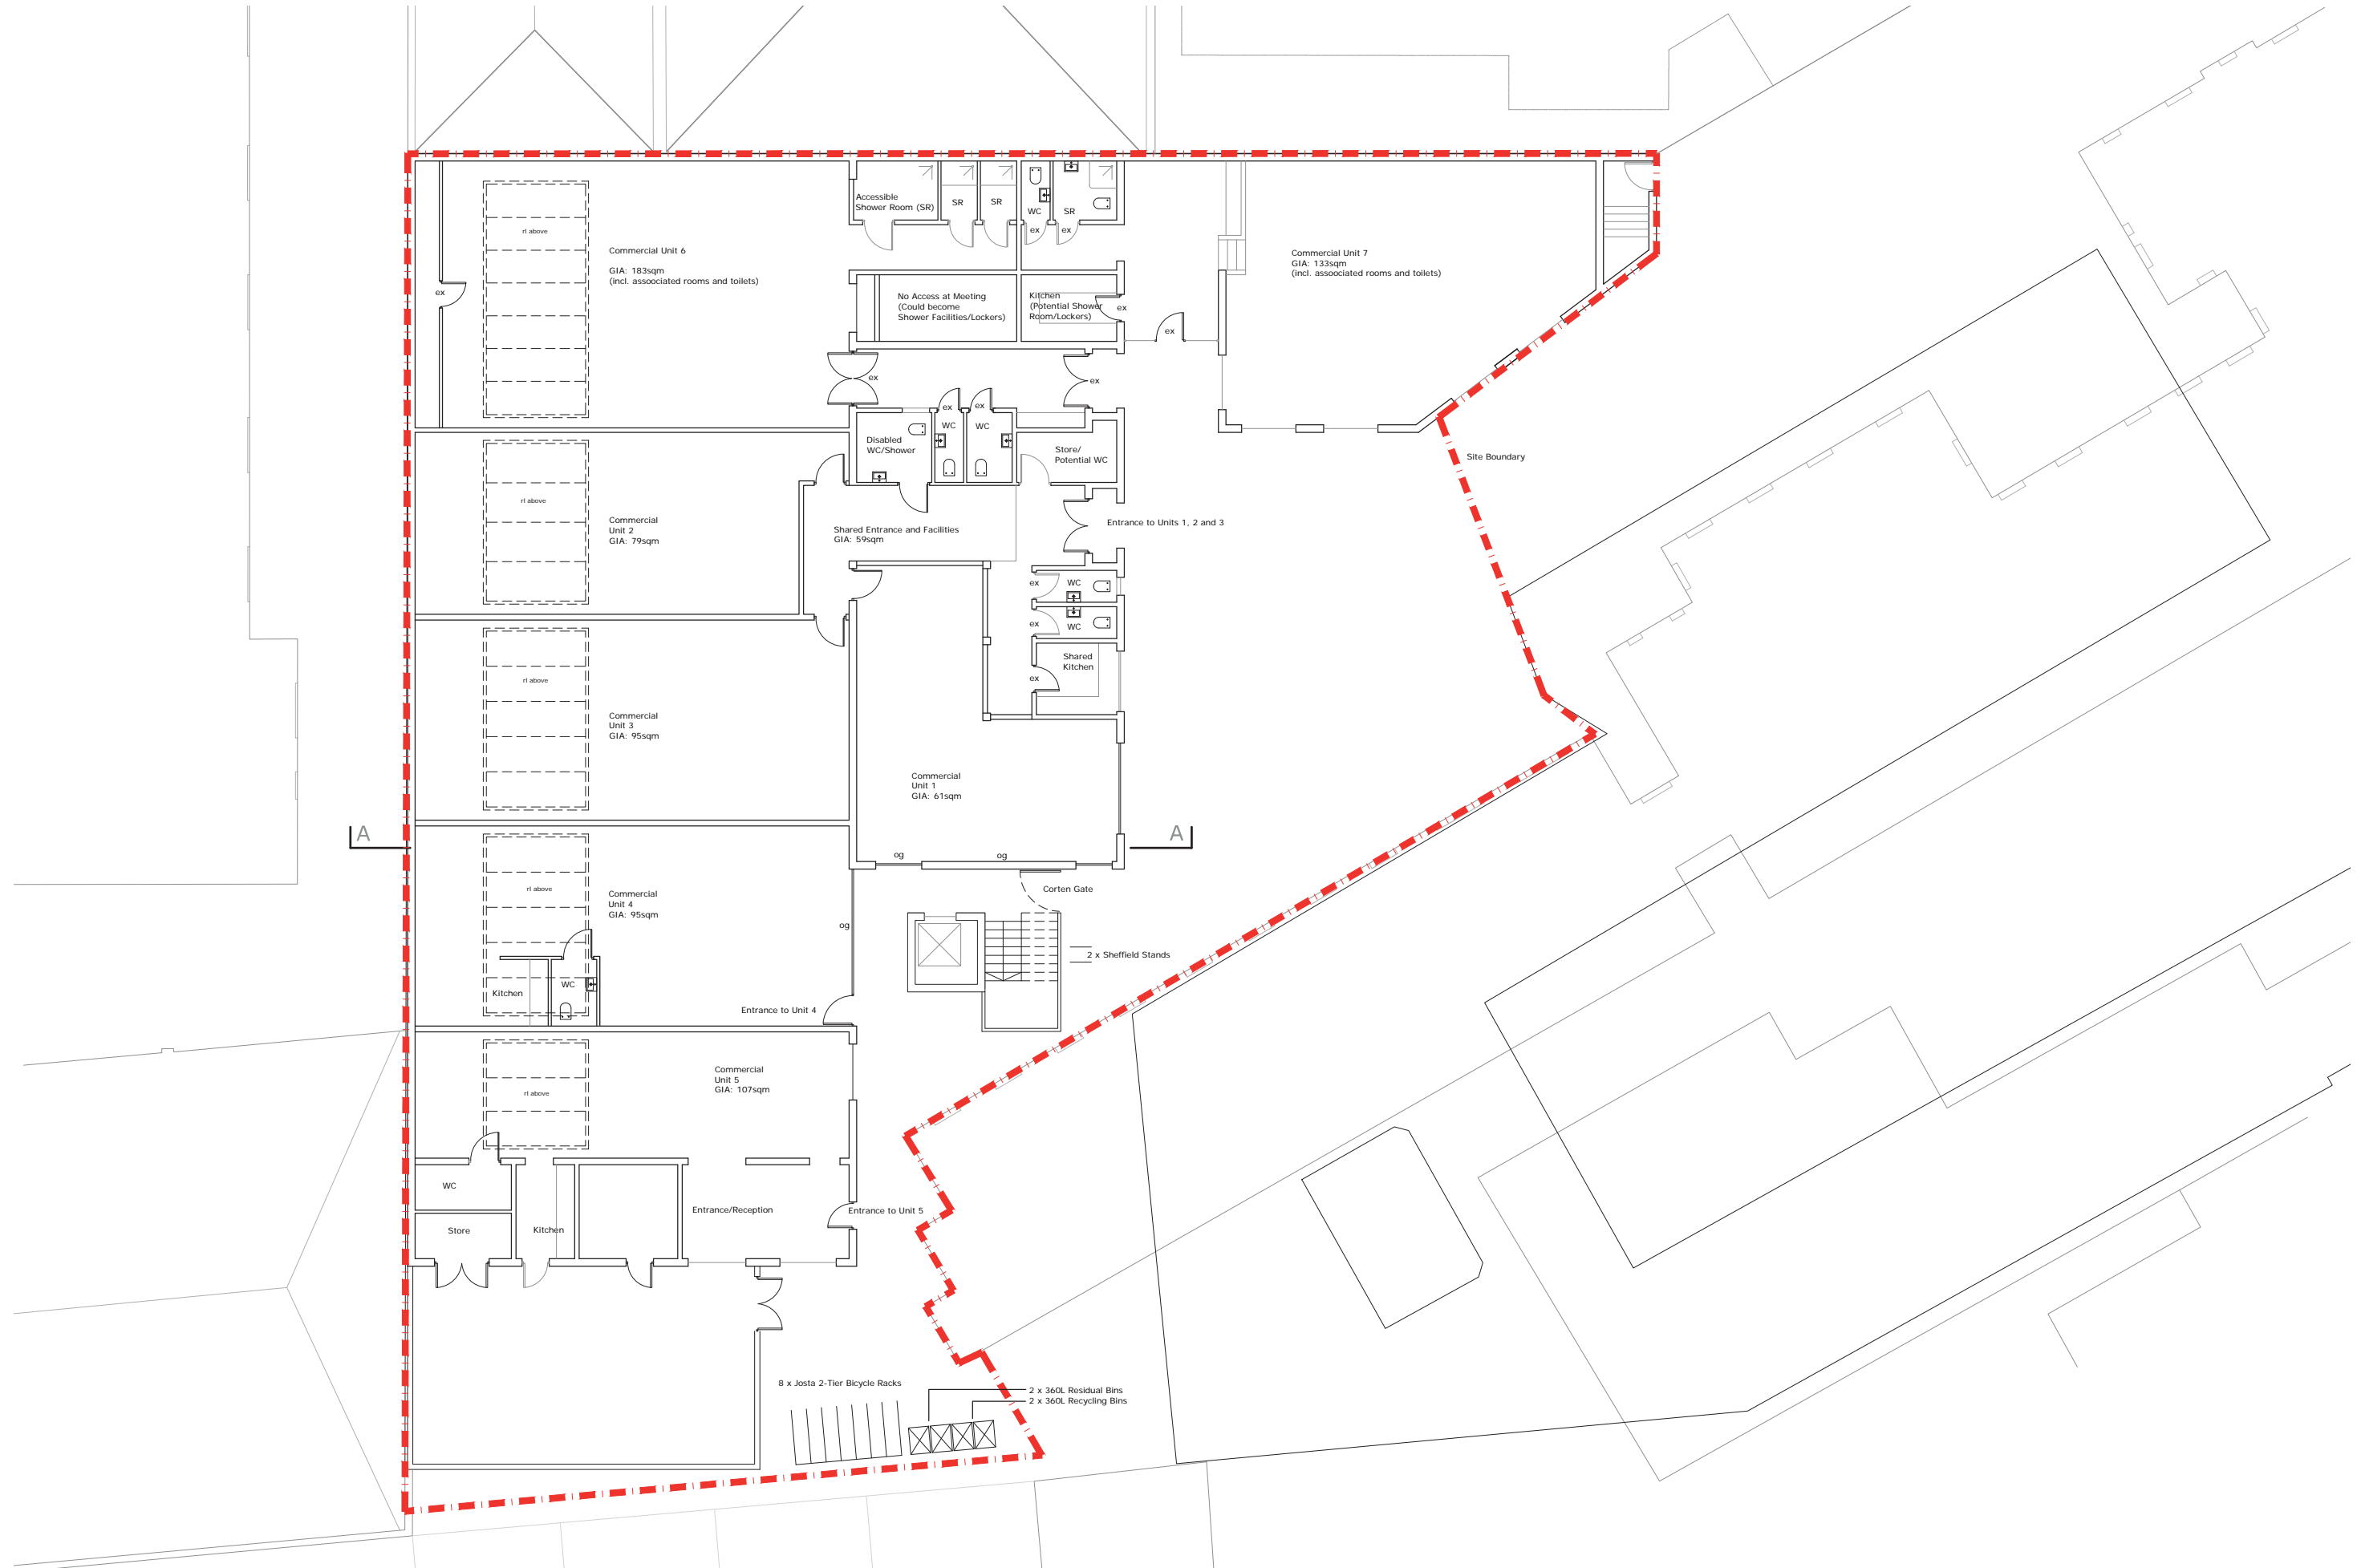 Accessible
Shower Room (SR)
SR
SR
WC
SR
ex
ex
rl above
Commercial Unit 6
GIA: 183sqm
(incl. assoociated rooms and toilets)
Commercial Unit 7
GIA: 133sqm
(incl. assoociated rooms and toilets)
ex
No Access at Meeting
(Could become
Shower Facilities/Lockers)
Kitchen
(Potential Shower
Room/Lockers)
ex
ex
ex
ex
ex
ex
WC
WC
Disabled
WC/Shower
Store/
Potential WC
Site Boundary
rl above
Commercial
Unit 2
GIA: 79sqm
Shared Entrance and Facilities
GIA: 59sqm
Entrance to Units 1, 2 and 3
ex
WC
ex
WC
Shared
Kitchen
ex
rl above
Commercial
Unit 3
GIA: 95sqm
Commercial
Unit 1
GIA: 61sqm
A
A
og
og
rl above
Commercial
Unit 4
GIA: 95sqm
Corten Gate
og
2 x Sheffield Stands
Kitchen
WC
Entrance to Unit 4
Commercial
Unit 5
GIA: 107sqm
rl above
WC
Entrance/Reception
Entrance to Unit 5
Store
Kitchen
8 x Josta 2-Tier Bicycle Racks
2 x 360L Residual Bins
2 x 360L Recycling Bins